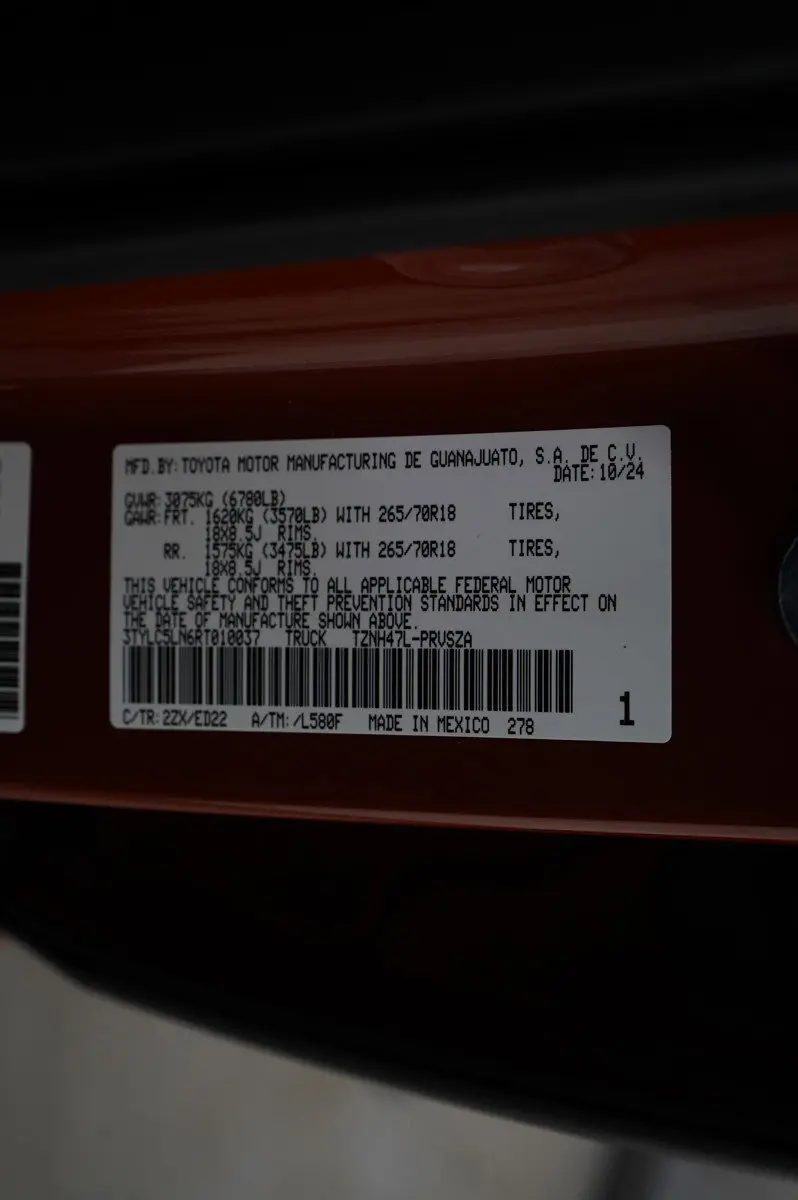 MFD.BY:TOYOTA MOTOR MANUFACTURING DE GUANAJUATO, S.A. DE C.V.
DATE:10/24
GVWR:3075KG (6780LB)
GAWR:FRT. 1620KG (3570LB) WITH 265/70R18 TIRES,
18X8.5J RIMS.
RR. 1575KG (3475LB) WITH 265/70R18 TIRES,
18X8.5J RIMS.
THIS VEHICLE CONFORMS TO ALL APPLICABLE FEDERAL MOTOR
VEHICLE SAFETY AND THEFT PREVENTION STANDARDS IN EFFECT ON
THE DATE OF MANUFACTURE SHOWN ABOVE.
3TYLC5LN6RT010037 TRUCK TZNH47L-PRVSZA
C/TR:2ZX/ED22 A/TM:/L580F MADE IN MEXICO 278
1